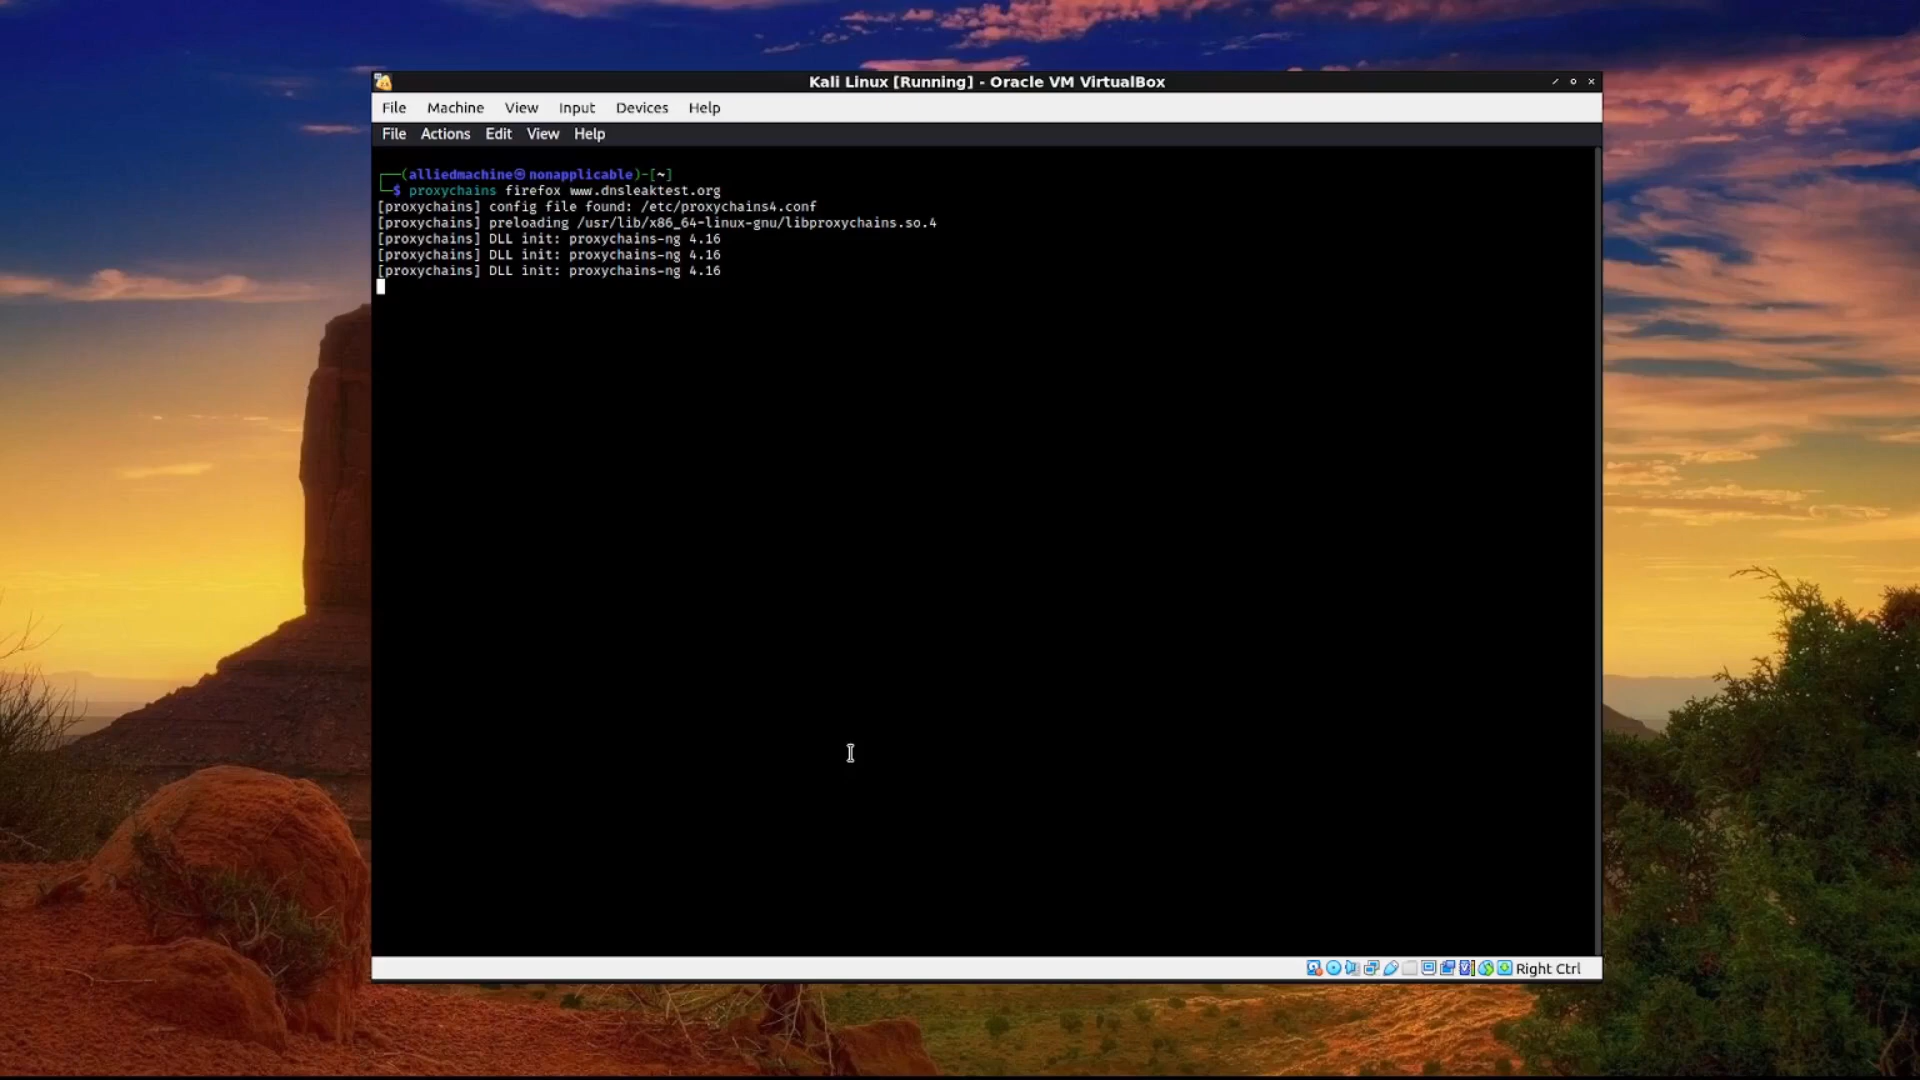 Kali Linux [Running] - Oracle VM VirtualBox
File Machine View Input Devices Help
File Actions Edit View Help
(alliedmachine㉿nonapplicable)-[~]
$ proxychains firefox www.dnsleaktest.org
[proxychains] config file found: /etc/proxychains4.conf
[proxychains] preloading /usr/lib/x86_64-linux-gnu/libproxychains.so.4
[proxychains] DLL init: proxychains-ng 4.16
[proxychains] DLL init: proxychains-ng 4.16
[proxychains] DLL init: proxychains-ng 4.16
Right Ctrl